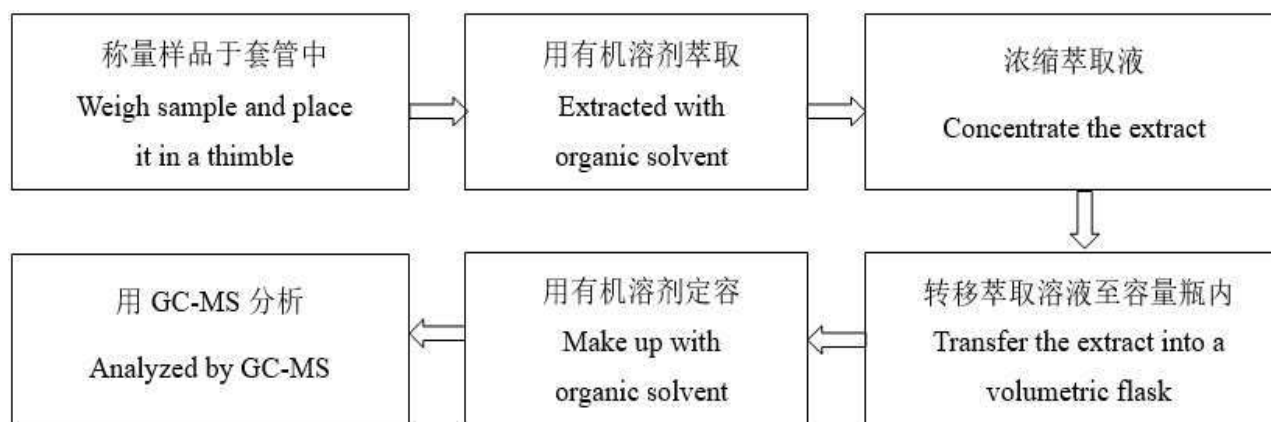 称量样品于套管中
Weigh sample and place
it in a thimble
用有机溶剂萃取
Extracted with
organic solvent
浓缩萃取液
Concentrate the extract
转移萃取溶液至容量瓶内
Transfer the extract into a
volumetric flask
用有机溶剂定容
Make up with
organic solvent
用 GC-MS 分析
Analyzed by GC-MS